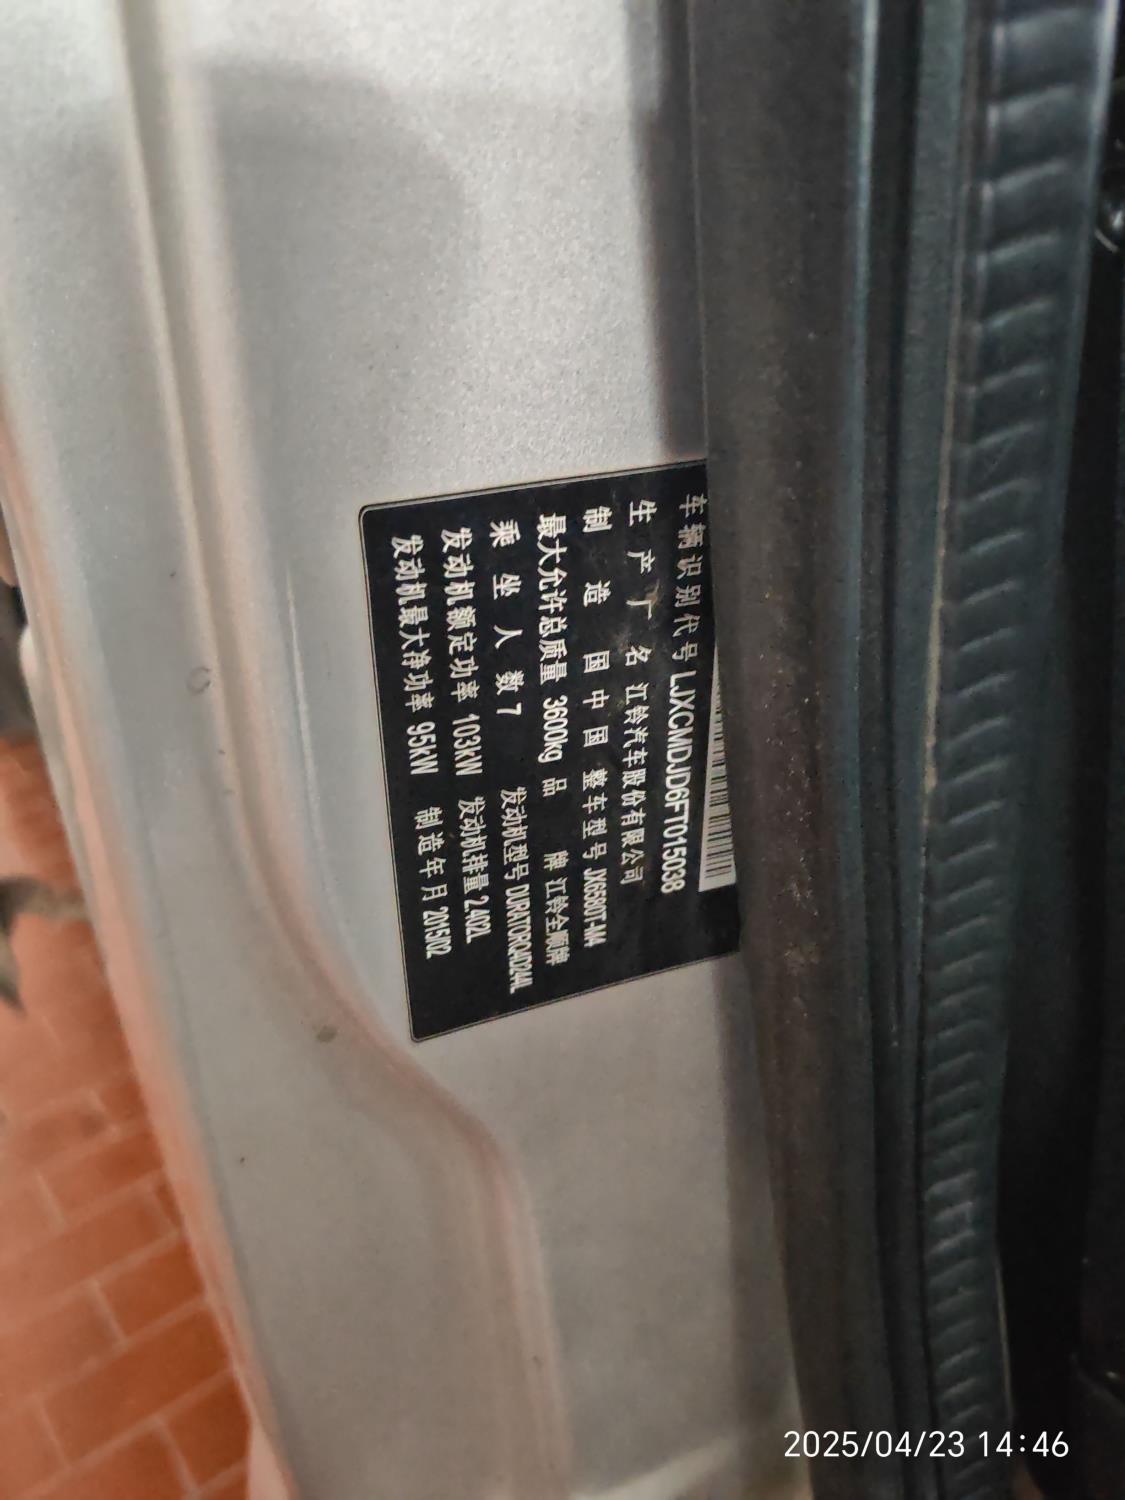 车辆识别代号 LJXCMDJD6FT015038
生产厂名 江铃汽车股份有限公司
制造国 中国 整车型号 JX6580T-M4
最大允许总质量 3600kg 品牌 江铃全顺牌
乘坐人数 7 发动机型号 DURATORQ4D244L
发动机额定功率 103kW 发动机排量 2.402L
发动机最大净功率 95kW 制造年月 2015/02
2025/04/23 14:46